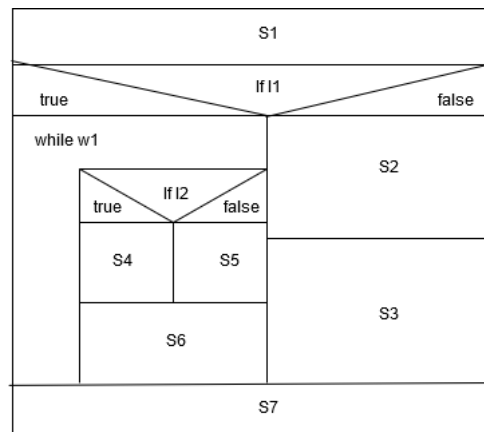 S1
If I1
true
false
while w1
S2
If I2
true
false
S4
S5
S3
S6
S7